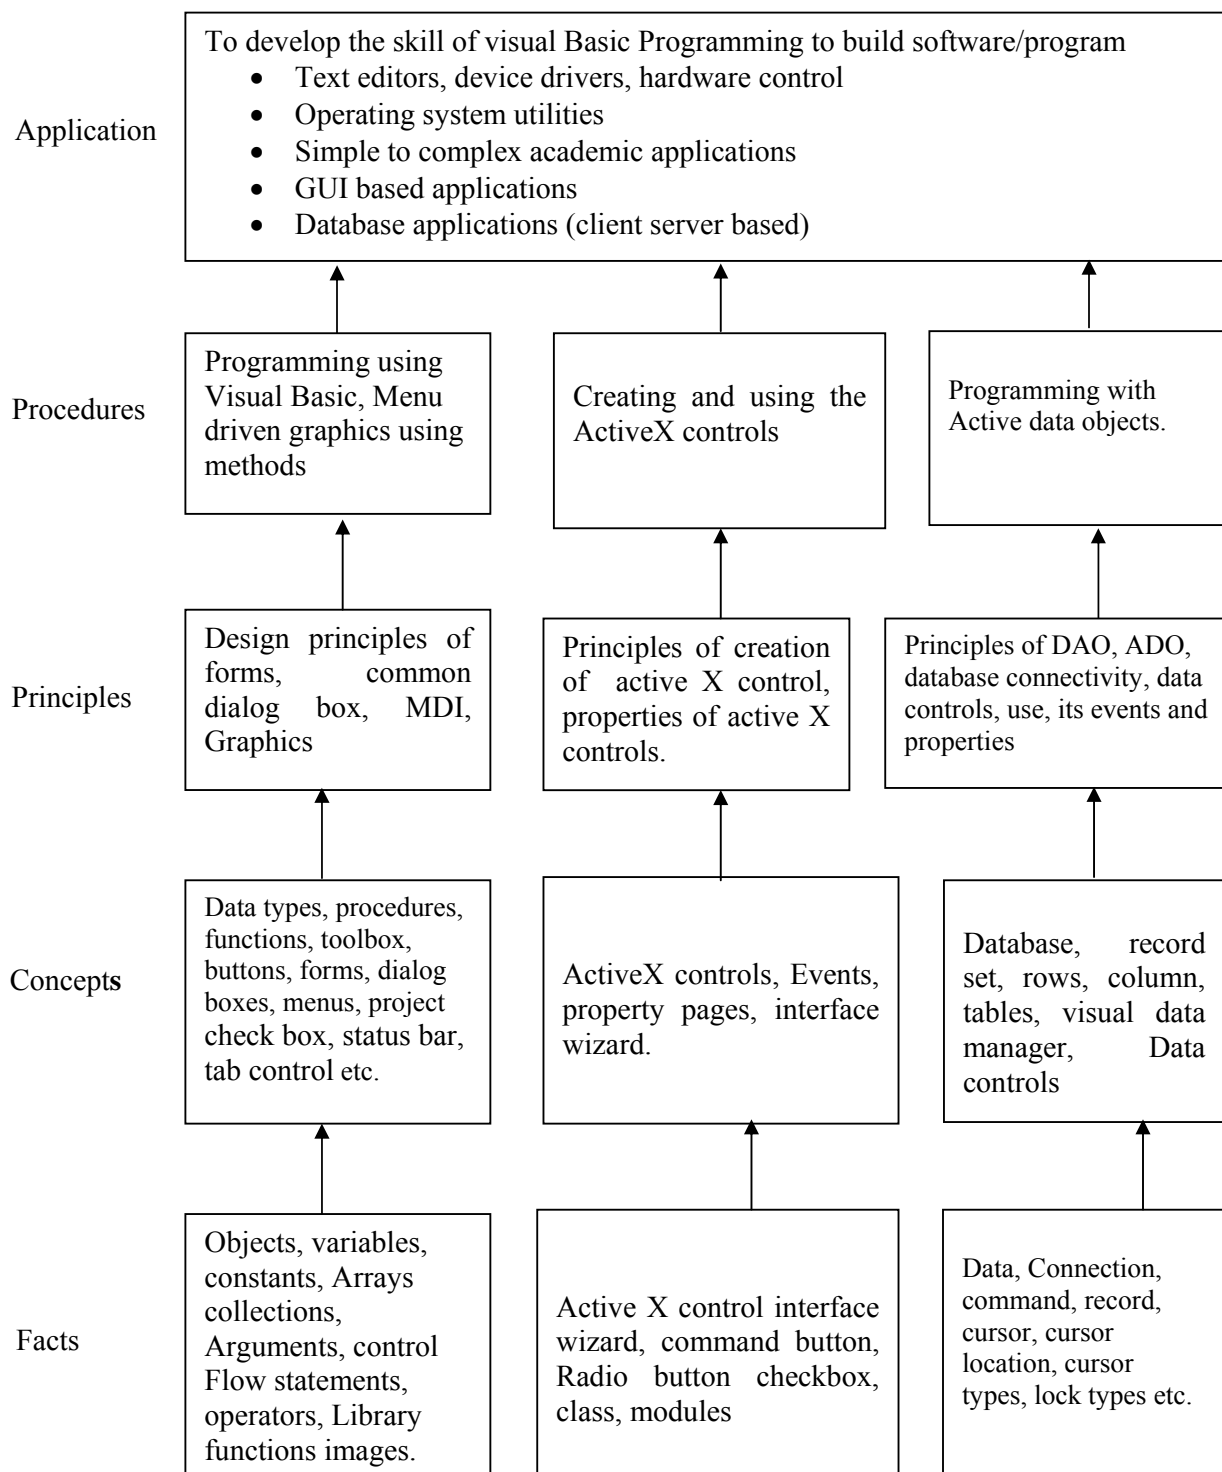 To develop the skill of visual Basic Programming to build software/program
• Text editors, device drivers, hardware control
• Operating system utilities
• Simple to complex academic applications
• GUI based applications
• Database applications (client server based)
Application
Programming using
Visual Basic, Menu
driven graphics using
methods
Creating and using the
ActiveX controls
Programming with
Active data objects.
Procedures
Design principles of
forms, common
dialog box, MDI,
Graphics
Principles of creation
of active X control,
properties of active X
controls.
Principles of DAO, ADO,
database connectivity, data
controls, use, its events and
properties
Principles
Data types, procedures,
functions, toolbox,
buttons, forms, dialog
boxes, menus, project
check box, status bar,
tab control etc.
ActiveX controls, Events,
property pages, interface
wizard.
Database, record
set, rows, column,
tables, visual data
manager, Data
controls
Concepts
Objects, variables,
constants, Arrays
collections,
Arguments, control
Flow statements,
operators, Library
functions images.
Active X control interface
wizard, command button,
Radio button checkbox,
class, modules
Data, Connection,
command, record,
cursor, cursor
location, cursor
types, lock types etc.
Facts